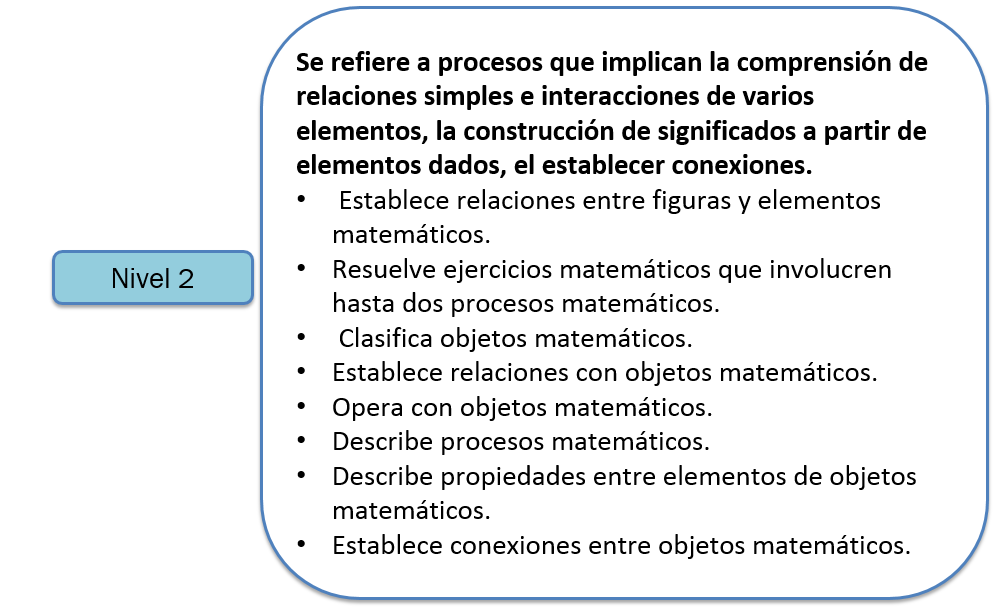 Se refiere a procesos que implican la comprensión de
relaciones simples e interacciones de varios
elementos, la construcción de significados a partir de
elementos dados, el establecer conexiones.
• Establece relaciones entre figuras y elementos
matemáticos.
• Resuelve ejercicios matemáticos que involucren
hasta dos procesos matemáticos.
• Clasifica objetos matemáticos.
• Establece relaciones con objetos matemáticos.
• Opera con objetos matemáticos.
• Describe procesos matemáticos.
• Describe propiedades entre elementos de objetos
matemáticos.
• Establece conexiones entre objetos matemáticos.
Nivel 2